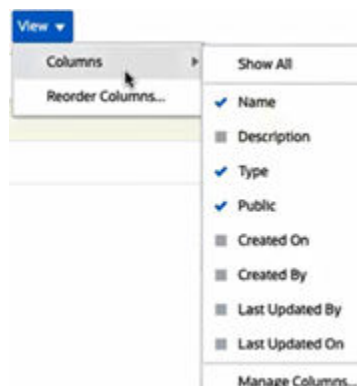 View
Columns
Reorder Columns...
Show All
Name
Description
Type
Public
Created On
Created By
Last Updated By
Last Updated On
Manage Columns...